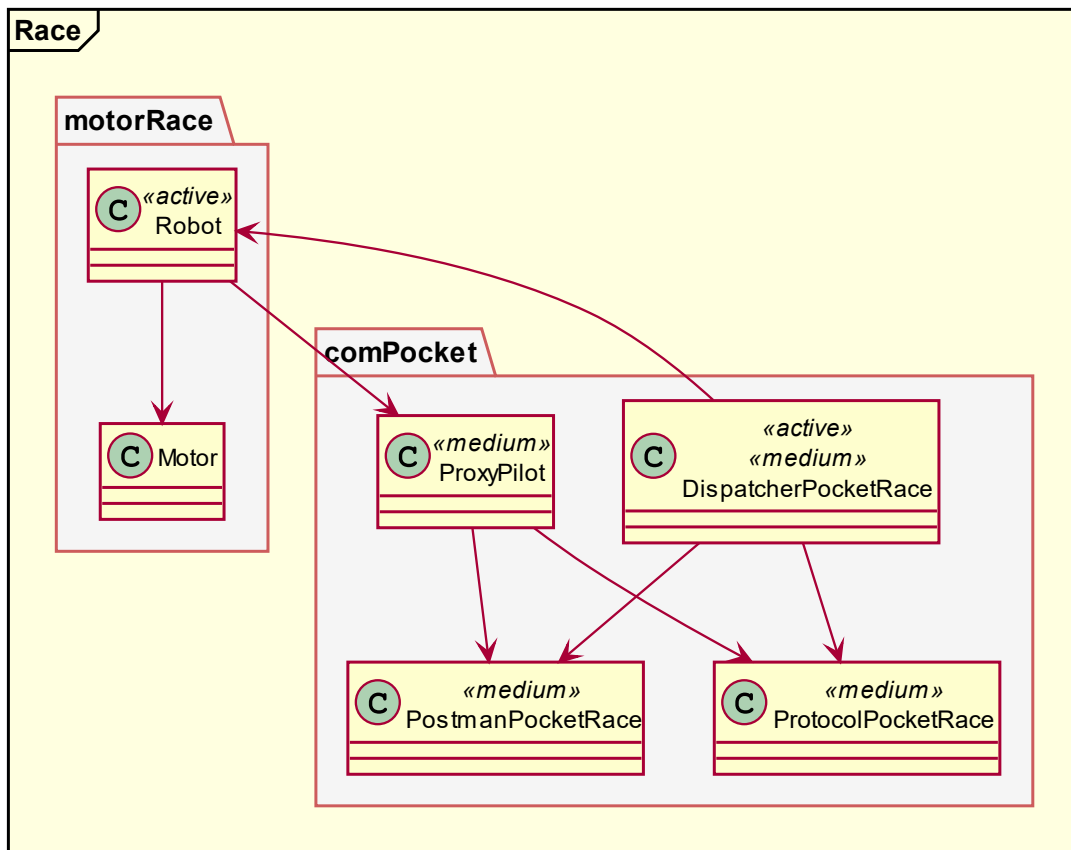 Race
motorRace
C
«active»
Robot
C
Motor
comPocket
C
«medium»
ProxyPilot
C
«active»
«medium»
DispatcherPocketRace
C
«medium»
PostmanPocketRace
C
«medium»
ProtocolPocketRace